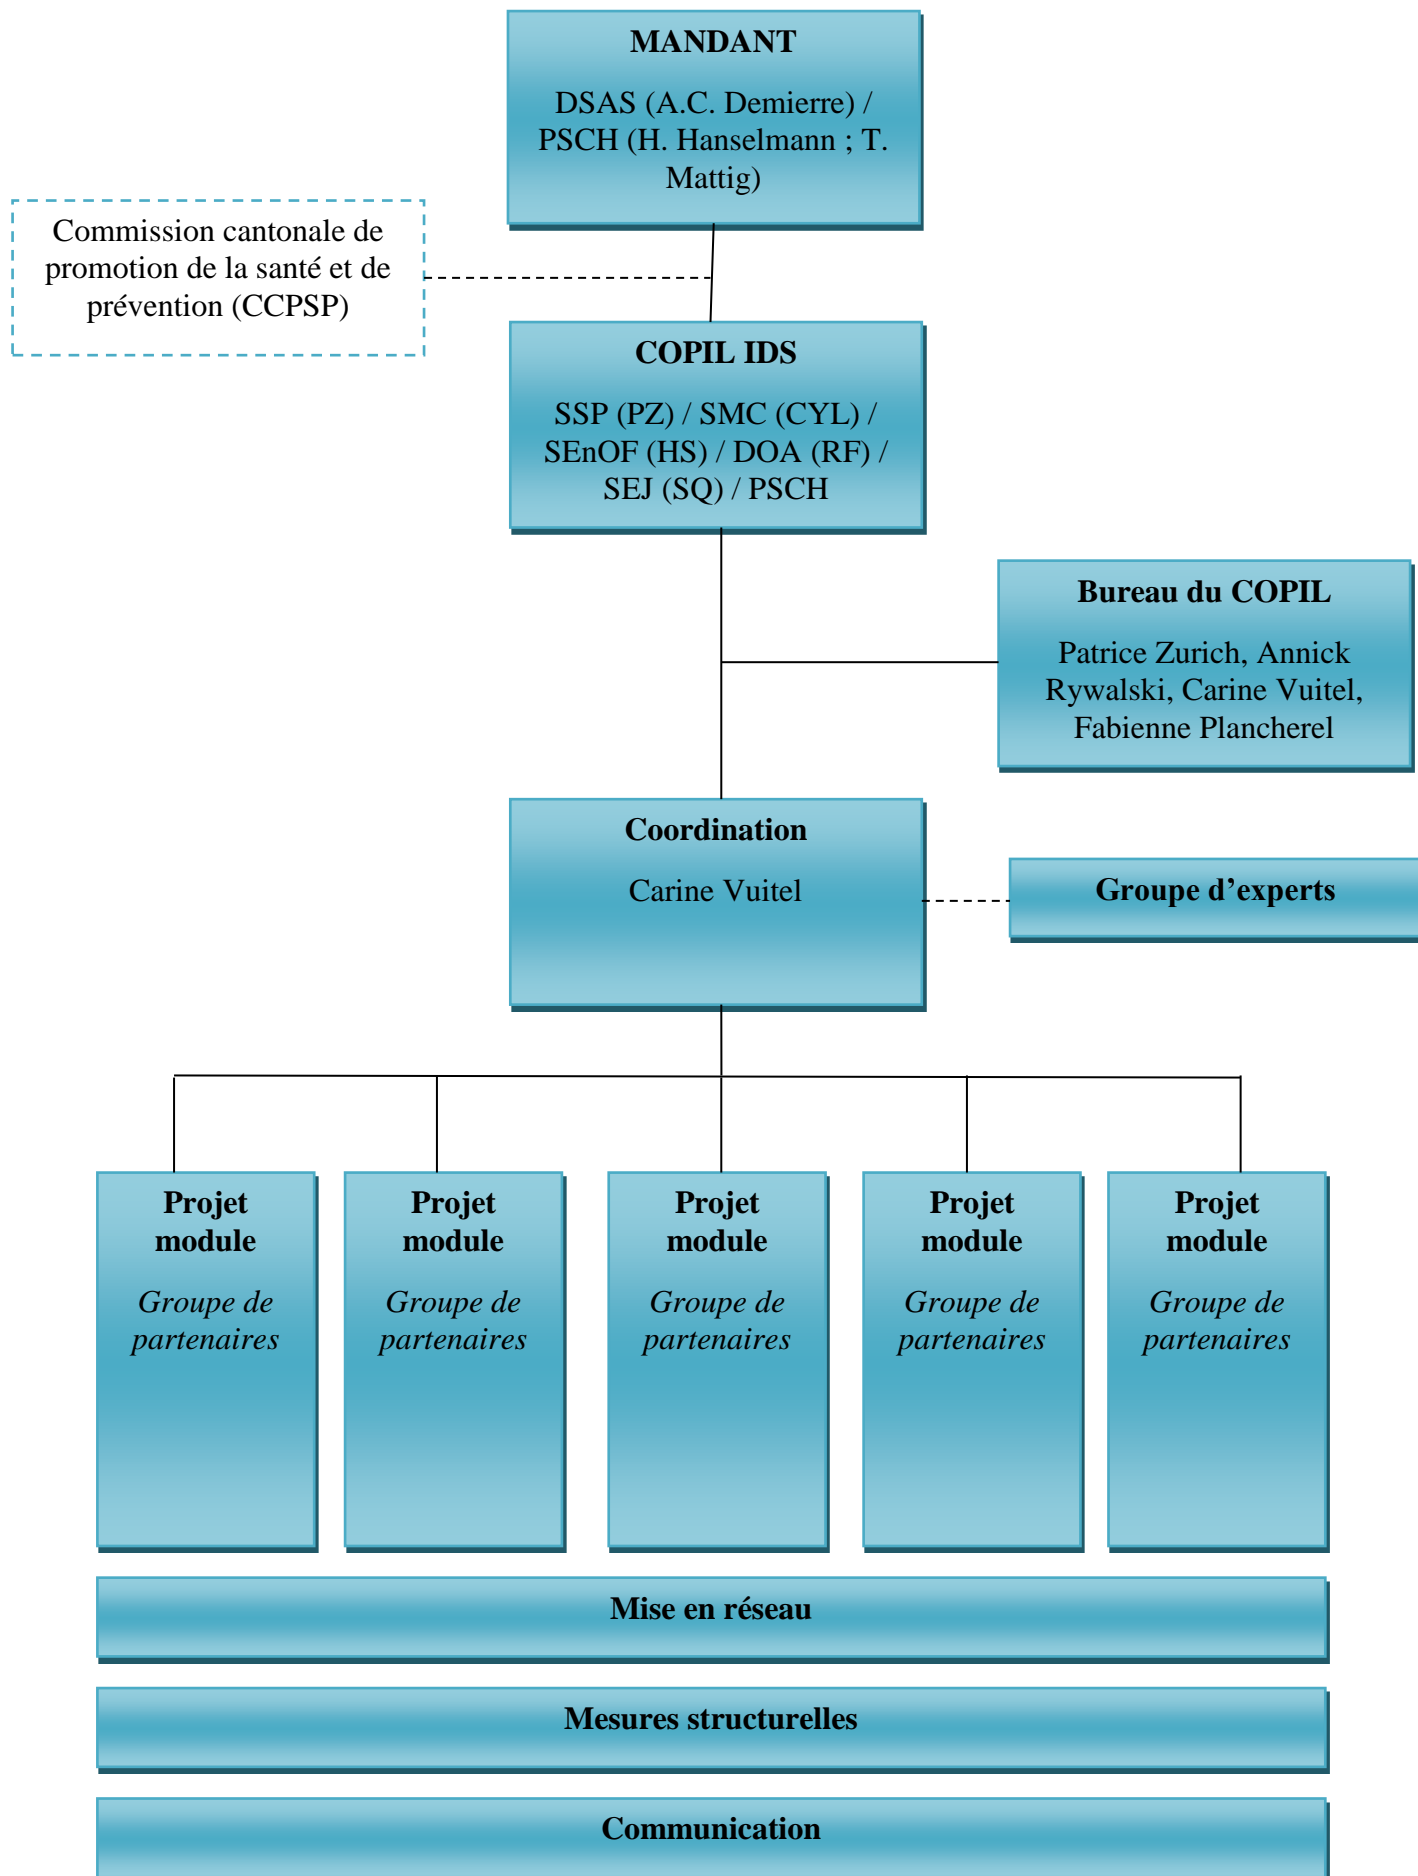 MANDANT
DSAS (A.C. Demierre) /
PSCH (H. Hanselmann ; T.
Mattig)
Commission cantonale de
promotion de la santé et de
prévention (CCPSP)
COPIL IDS
SSP (PZ) / SMC (CYL) /
SEnOF (HS) / DOA (RF) /
SEJ (SQ) / PSCH
Bureau du COPIL
Patrice Zurich, Annick
Rywalski, Carine Vuitel,
Fabienne Plancherel
Coordination
Carine Vuitel
Groupe d’experts
Projet
module
Groupe de
partenaires
Projet
module
Groupe de
partenaires
Projet
module
Groupe de
partenaires
Projet
module
Groupe de
partenaires
Projet
module
Groupe de
partenaires
Mise en réseau
Mesures structurelles
Communication